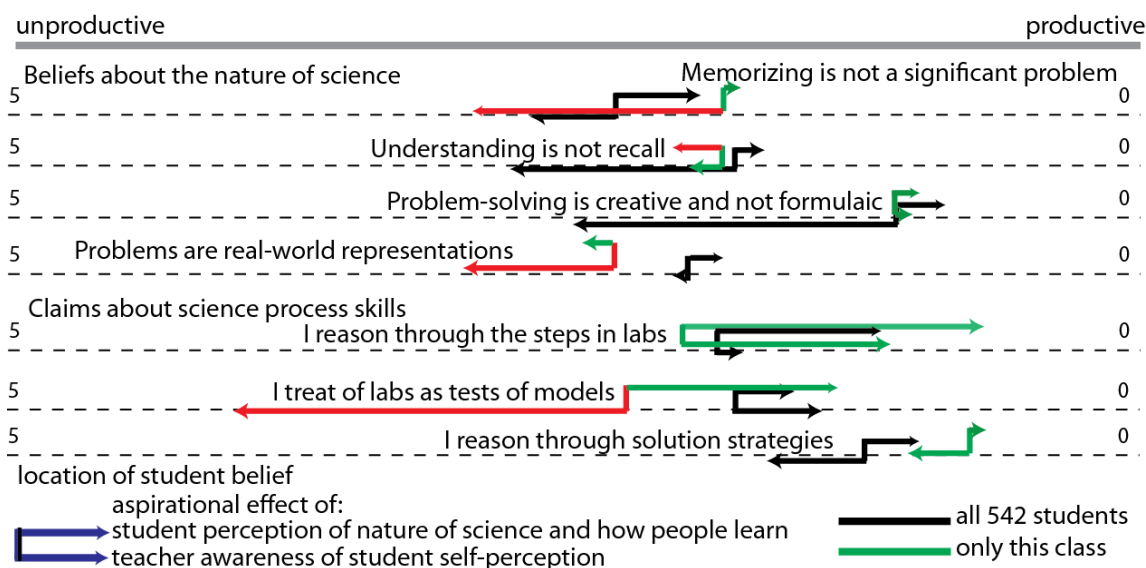 unproductive productive
Beliefs about the nature of science Memorizing is not a significant problem
5 0
5 Understanding is not recall 0
5 Problem-solving is creative and not formulaic 0
5 Problems are real-world representations 0
Claims about science process skills
5 I reason through the steps in labs 0
5 I treat of labs as tests of models 0
5 I reason through solution strategies 0
location of student belief
aspirational effect of:
student perception of nature of science and how people learn
teacher awareness of student self-perception
all 542 students
only this class